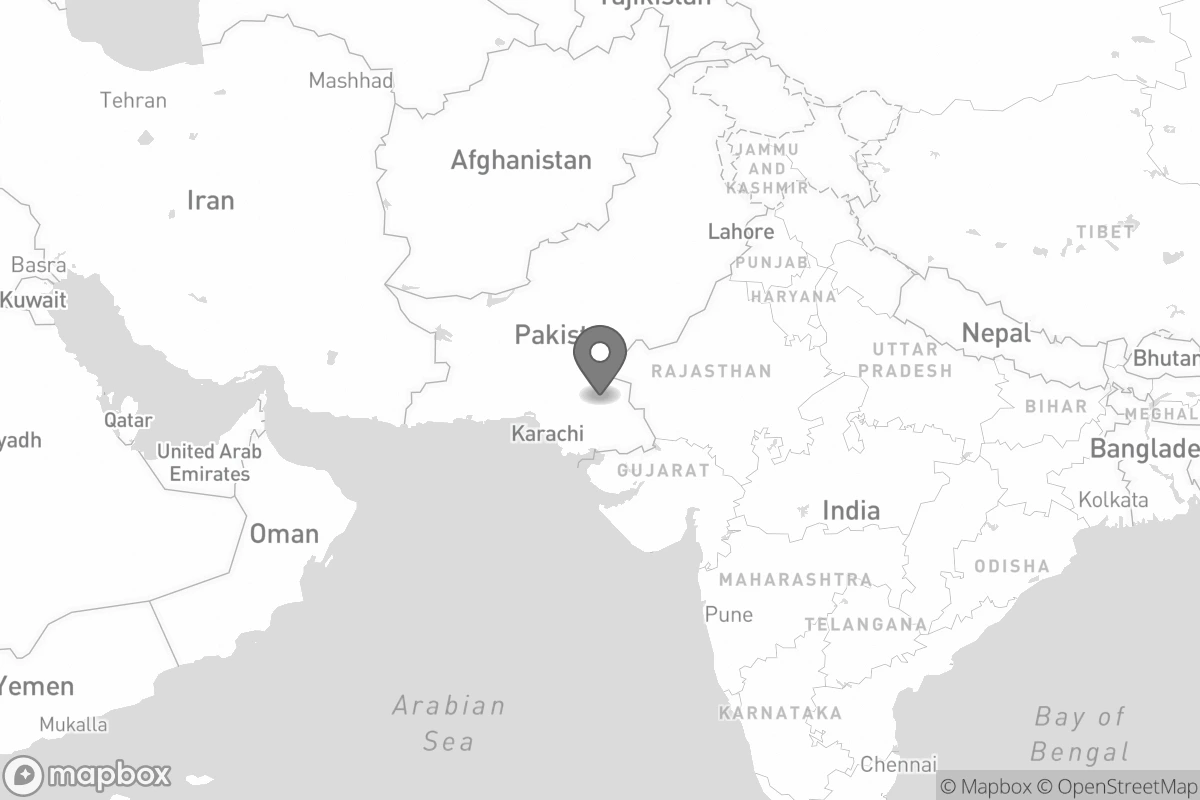 Tajikistan
Mashhad
Tehran
Afghanistan
JAMMU
AND
KASHMIR
Iran
Lahore
TIBET
Basra
PUNJAB
Kuwait
HARYANA
Pakist
Nepal
UTTAR
PRADESH
Bhutan
RAJASTHAN
BIHAR
MEGHAL
Qatar
Karachi
yadh
United Arab
Emirates
Banglade
GUJARAT
Kolkata
India
Oman
ODISHA
MAHARASHTRA
Pune
TELANGANA
Yemen
Arabian
Sea
KARNATAKA
Bay of
Bengal
Mukalla
Chennai
mapbox
© Mapbox © OpenStreetMap